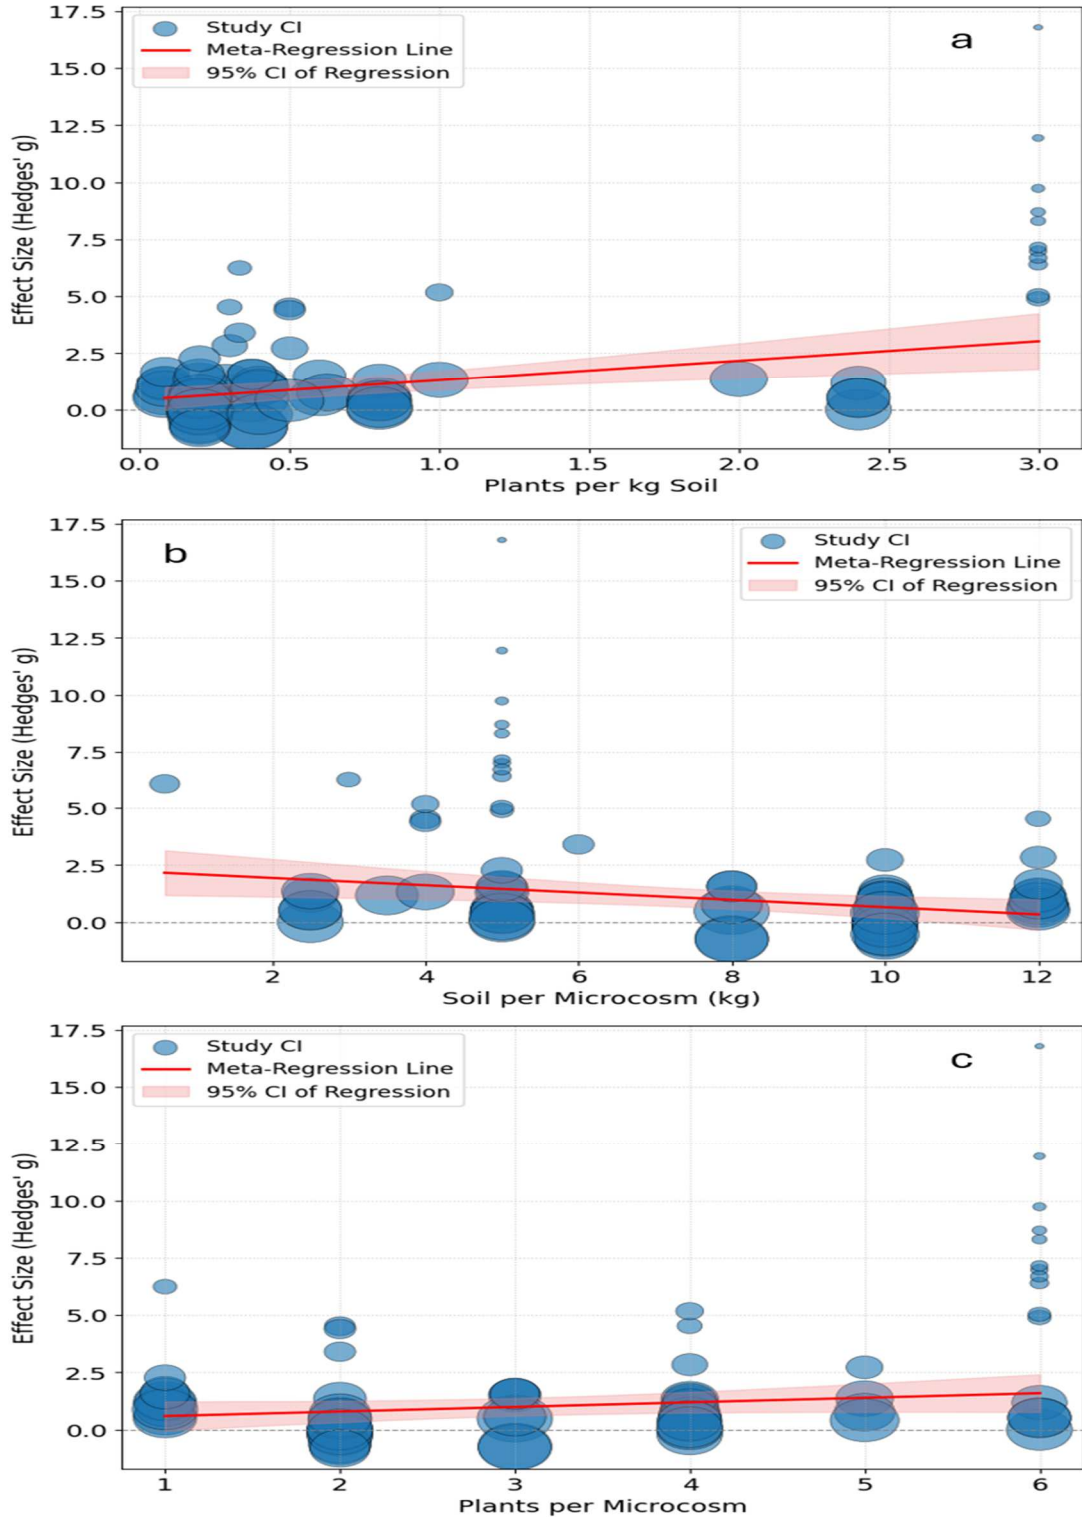 17.5
15.0
12.5
10.0
7.5
5.0
2.5
0.0
Effect Size (Hedges' g)
Study CI
Meta-Regression Line
95% CI of Regression
a
0.0 0.5 1.0 1.5 2.0 2.5 3.0
Plants per kg Soil
17.5
15.0
12.5
10.0
7.5
5.0
2.5
0.0
Effect Size (Hedges' g)
b
Study CI
Meta-Regression Line
95% CI of Regression
2 4 6 8 10 12
Soil per Microcosm (kg)
17.5
15.0
12.5
10.0
7.5
5.0
2.5
0.0
Effect Size (Hedges' g)
Study CI
Meta-Regression Line
95% CI of Regression
c
1 2 3 4 5 6
Plants per Microcosm